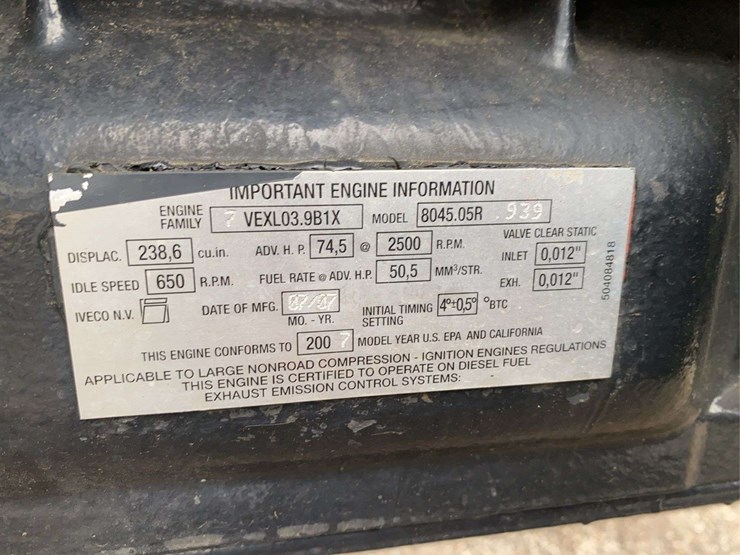 IMPORTANT ENGINE INFORMATION
ENGINE FAMILY 7 VEXL03.9B1X MODEL 8045.05R .939
DISPLAC. 238,6 cu.in. ADV. H. P. 74,5 @ 2500 R.P.M. VALVE CLEAR STATIC
INLET 0,012"
IDLE SPEED 650 R.P.M. FUEL RATE @ ADV. H.P. 50,5 MM³/STR.
EXH. 0,012"
IVECO N.V. DATE OF MFG. 07/07 INITIAL TIMING SETTING 4°±0,5° °BTC
MO. - YR.
THIS ENGINE CONFORMS TO 200 7 MODEL YEAR U.S. EPA AND CALIFORNIA
APPLICABLE TO LARGE NONROAD COMPRESSION - IGNITION ENGINES REGULATIONS
THIS ENGINE IS CERTIFIED TO OPERATE ON DIESEL FUEL
EXHAUST EMISSION CONTROL SYSTEMS:
504084818